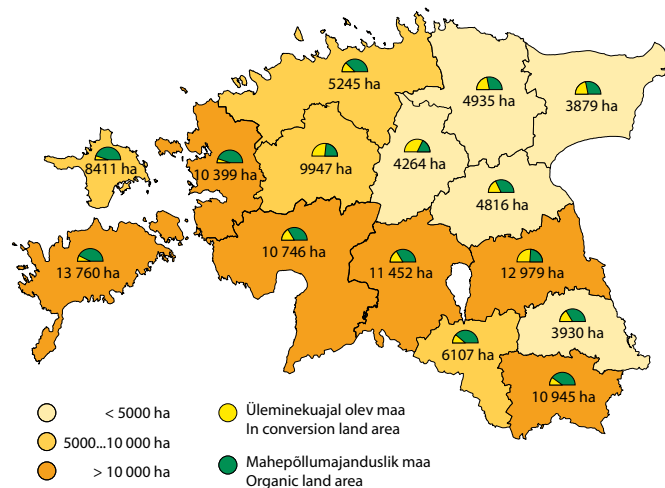 5245 ha
4935 ha
3879 ha
8411 ha
10 399 ha
9947 ha
4264 ha
4816 ha
13 760 ha
10 746 ha
11 452 ha
12 979 ha
6107 ha
3930 ha
10 945 ha
< 5000 ha
5000...10 000 ha
> 10 000 ha
Üleminekuajal olev maa
In conversion land area
Mahepõllumajanduslik maa
Organic land area